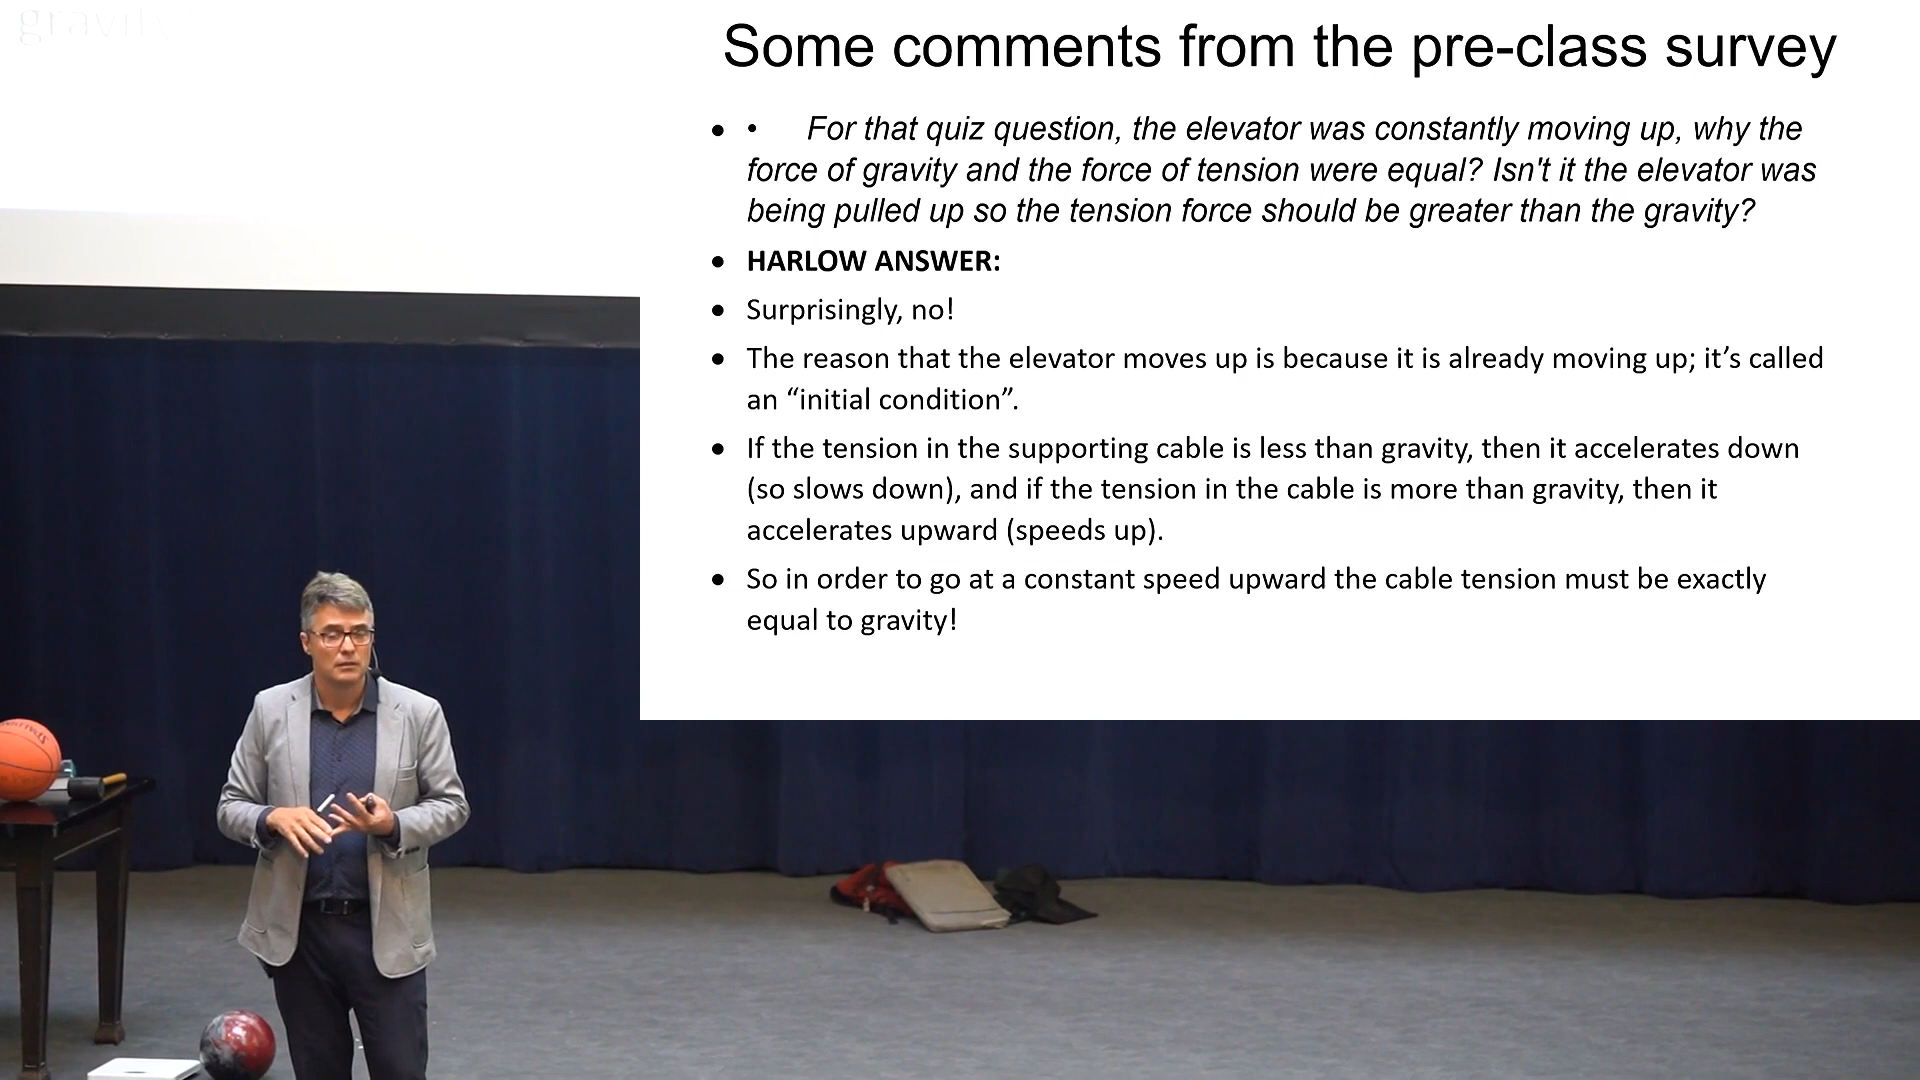 gravity
Some comments from the pre-class survey
• • For that quiz question, the elevator was constantly moving up, why the
force of gravity and the force of tension were equal? Isn't it the elevator was
being pulled up so the tension force should be greater than the gravity?
• HARLOW ANSWER:
• Surprisingly, no!
• The reason that the elevator moves up is because it is already moving up; it’s called
an “initial condition”.
• If the tension in the supporting cable is less than gravity, then it accelerates down
(so slows down), and if the tension in the cable is more than gravity, then it
accelerates upward (speeds up).
• So in order to go at a constant speed upward the cable tension must be exactly
equal to gravity!